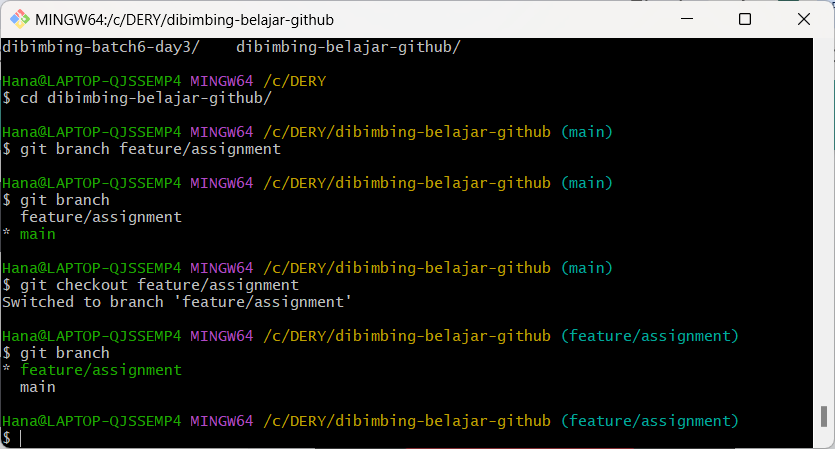 MINGW64:/c/DERY/dibimbing-belajar-github
dibimbing-batch6-day3/    dibimbing-belajar-github/
Hana@LAPTOP-QJSSEMP4 MINGW64 /c/DERY
$ cd dibimbing-belajar-github/
Hana@LAPTOP-QJSSEMP4 MINGW64 /c/DERY/dibimbing-belajar-github (main)
$ git branch feature/assignment
Hana@LAPTOP-QJSSEMP4 MINGW64 /c/DERY/dibimbing-belajar-github (main)
$ git branch
  feature/assignment
* main
Hana@LAPTOP-QJSSEMP4 MINGW64 /c/DERY/dibimbing-belajar-github (main)
$ git checkout feature/assignment
Switched to branch 'feature/assignment'
Hana@LAPTOP-QJSSEMP4 MINGW64 /c/DERY/dibimbing-belajar-github (feature/assignment)
$ git branch
* feature/assignment
  main
Hana@LAPTOP-QJSSEMP4 MINGW64 /c/DERY/dibimbing-belajar-github (feature/assignment)
$